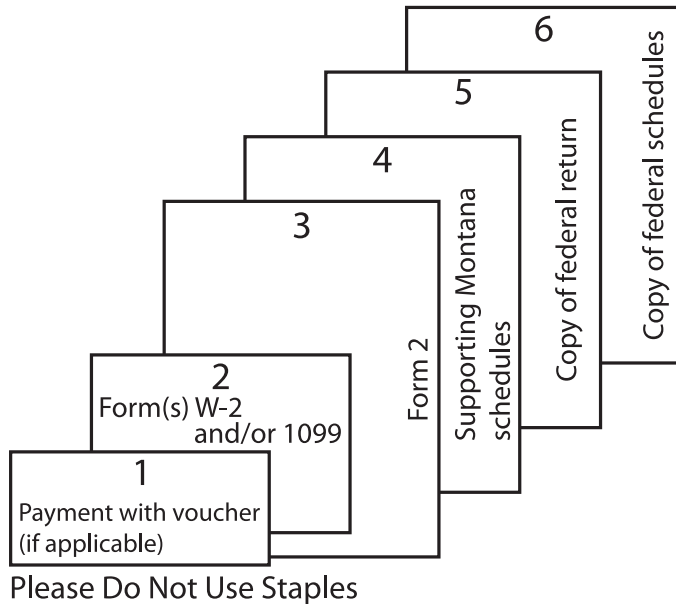 6
Copy of federal schedules
5
Copy of federal return
4
Supporting Montana
schedules
3
Form 2
2
Form(s) W-2
and/or 1099
1
Payment with voucher
(if applicable)
Please Do Not Use Staples